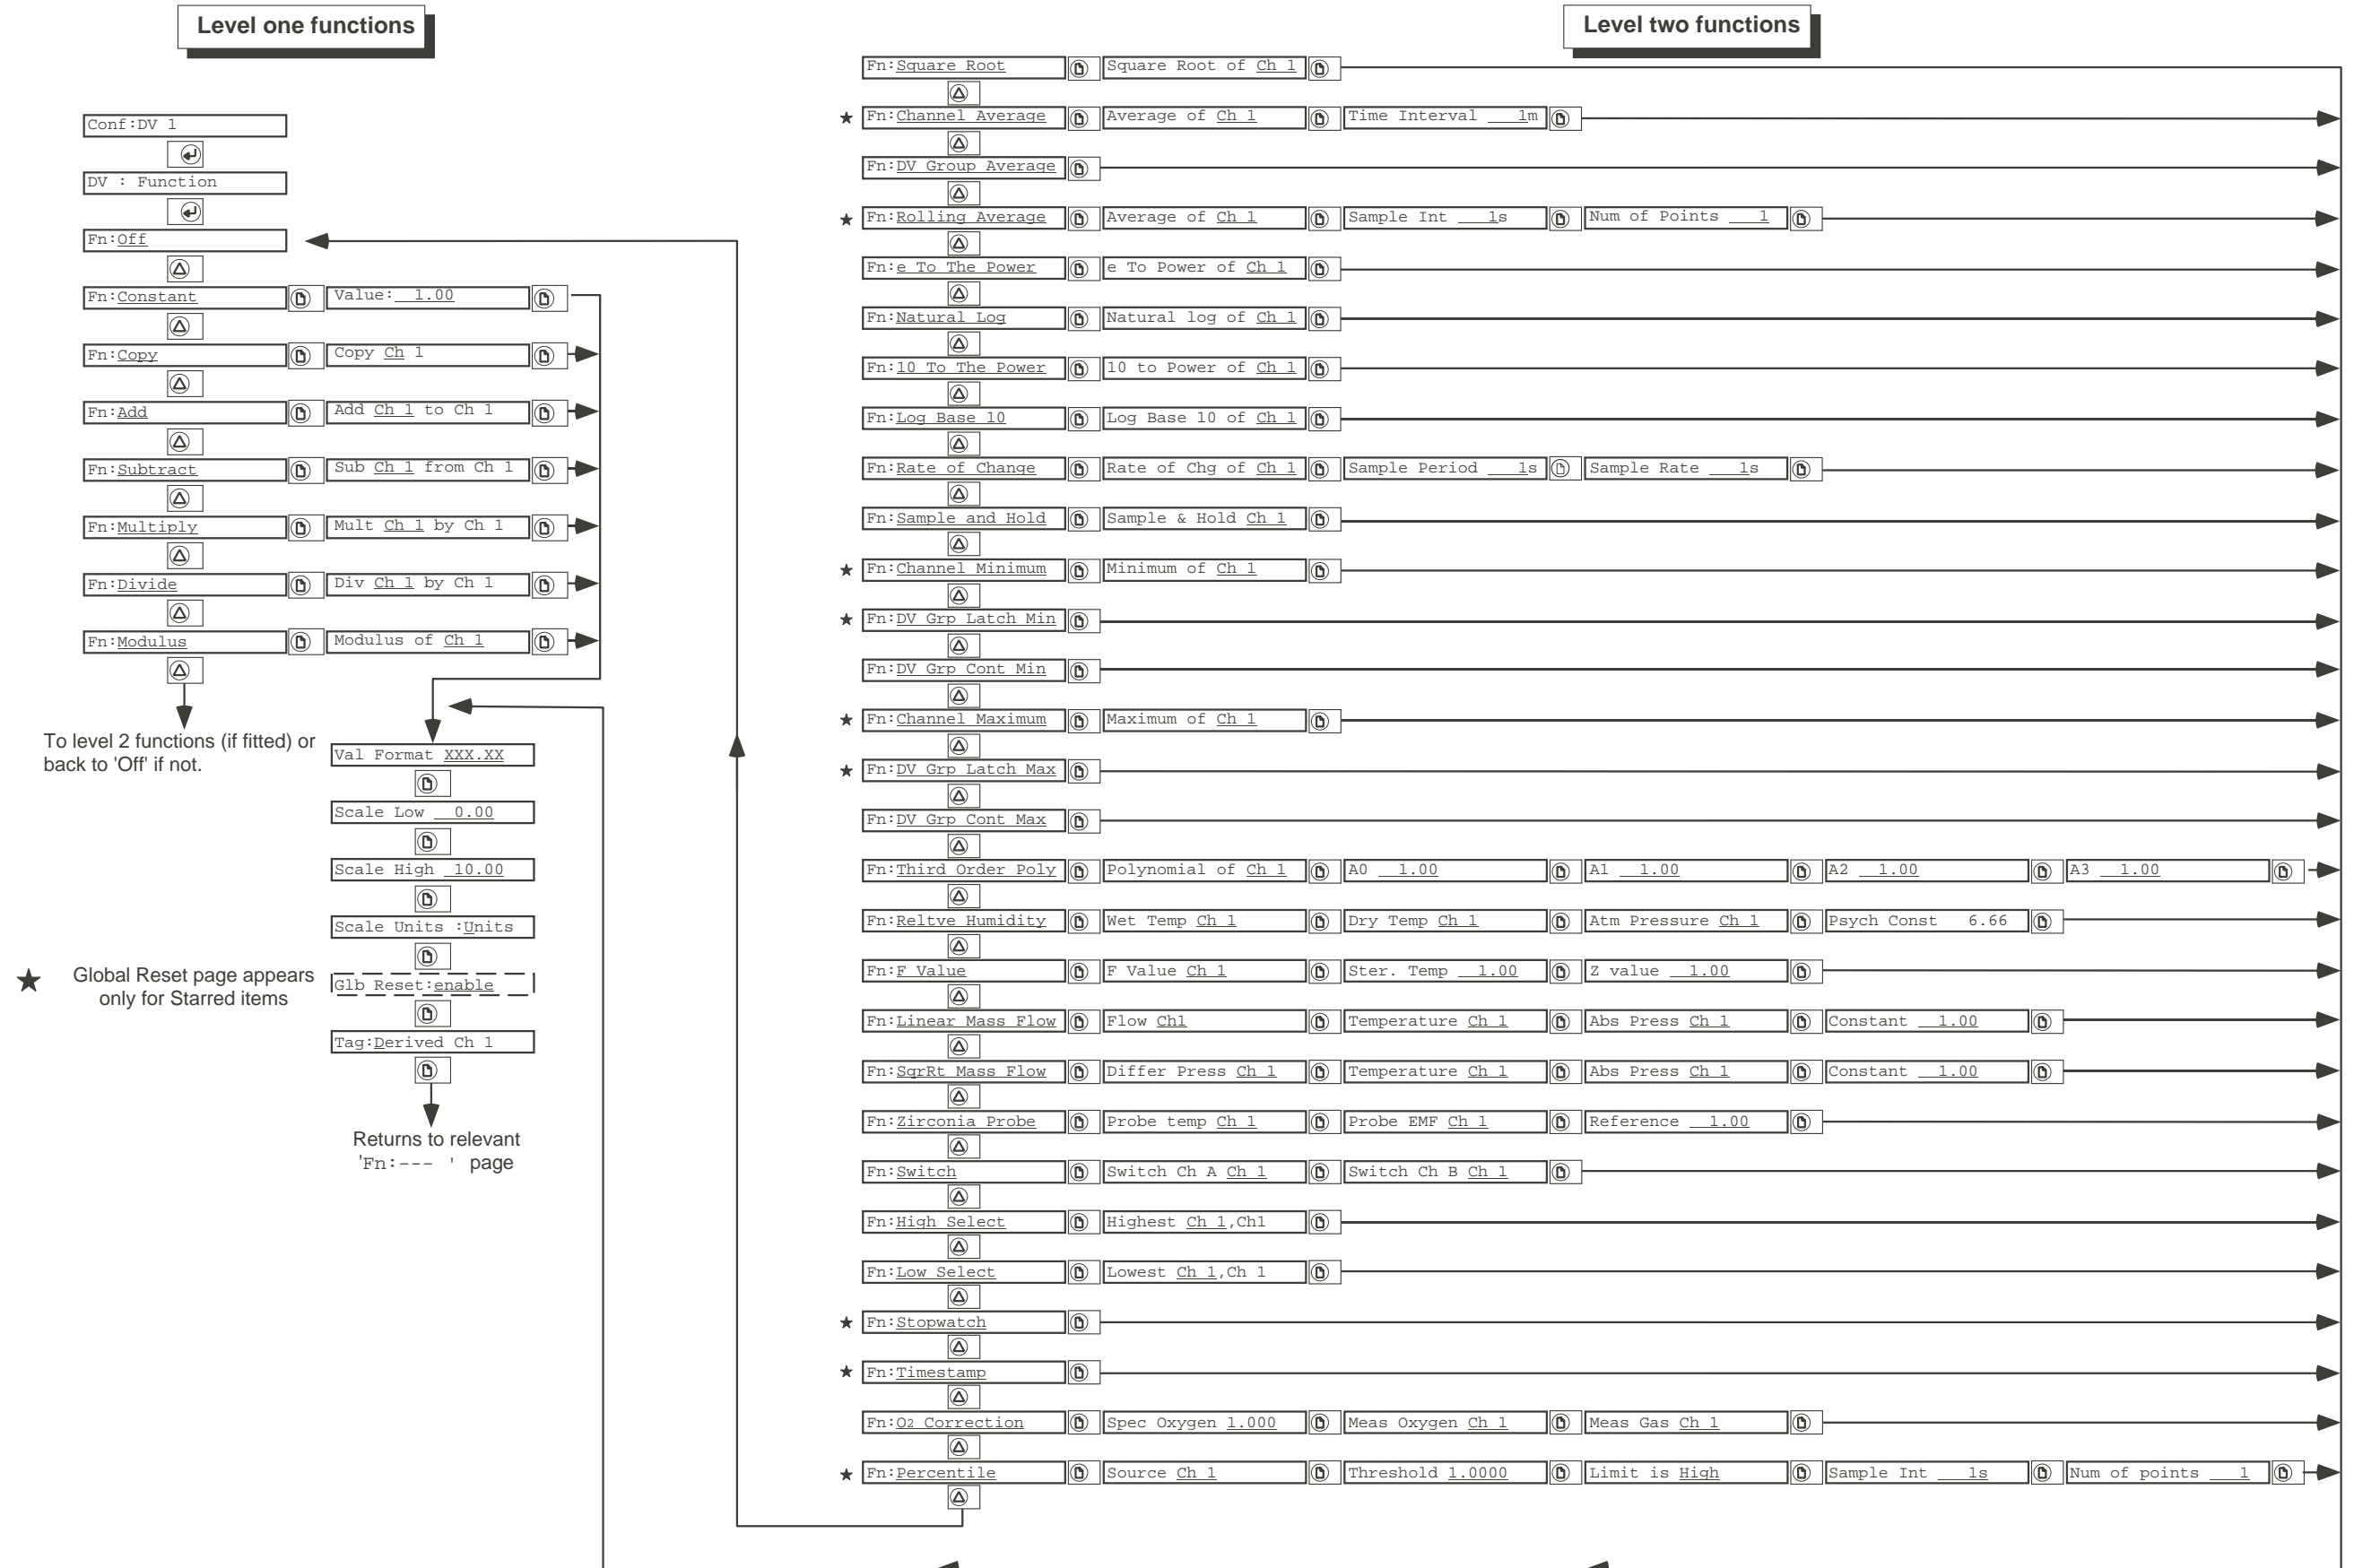 Level one functions
Conf:DV 1
DV : Function
Fn:Off
Fn:Constant Value: 1.00
Fn:Copy Copy Ch 1
Fn:Add Add Ch 1 to Ch 1
Fn:Subtract Sub Ch 1 from Ch 1
Fn:Multiply Mult Ch 1 by Ch 1
Fn:Divide Div Ch 1 by Ch 1
Fn:Modulus Modulus of Ch 1
To level 2 functions (if fitted) or
back to 'Off' if not.
Val Format XXX.XX
Scale Low 0.00
Scale High 10.00
Scale Units :Units
★ Global Reset page appears
only for Starred items
Glb Reset:enable
Tag:Derived Ch 1
Returns to relevant
'Fn:--- ' page
Level two functions
Fn:Square Root Square Root of Ch 1
★ Fn:Channel Average Average of Ch 1 Time Interval 1m
Fn:DV Group Average
★ Fn:Rolling Average Average of Ch 1 Sample Int 1s Num of Points 1
Fn:e To The Power e To Power of Ch 1
Fn:Natural Log Natural log of Ch 1
Fn:10 To The Power 10 to Power of Ch 1
Fn:Log Base 10 Log Base 10 of Ch 1
Fn:Rate of Change Rate of Chg of Ch 1 Sample Period 1s Sample Rate 1s
Fn:Sample and Hold Sample & Hold Ch 1
★ Fn:Channel Minimum Minimum of Ch 1
★ Fn:DV Grp Latch Min
Fn:DV Grp Cont Min
★ Fn:Channel Maximum Maximum of Ch 1
★ Fn:DV Grp Latch Max
Fn:DV Grp Cont Max
Fn:Third Order Poly Polynomial of Ch 1 A0 1.00 A1 1.00 A2 1.00 A3 1.00
Fn:Reltve Humidity Wet Temp Ch 1 Dry Temp Ch 1 Atm Pressure Ch 1 Psych Const 6.66
Fn:F Value F Value Ch 1 Ster. Temp 1.00 Z value 1.00
Fn:Linear Mass Flow Flow Ch1 Temperature Ch 1 Abs Press Ch 1 Constant 1.00
Fn:SqrRt Mass Flow Differ Press Ch 1 Temperature Ch 1 Abs Press Ch 1 Constant 1.00
Fn:Zirconia Probe Probe temp Ch 1 Probe EMF Ch 1 Reference 1.00
Fn:Switch Switch Ch A Ch 1 Switch Ch B Ch 1
Fn:High Select Highest Ch 1,Ch1
Fn:Low Select Lowest Ch 1,Ch 1
★ Fn:Stopwatch
★ Fn:Timestamp
Fn:O2 Correction Spec Oxygen 1.000 Meas Oxygen Ch 1 Meas Gas Ch 1
★ Fn:Percentile Source Ch 1 Threshold 1.0000 Limit is High Sample Int 1s Num of points 1